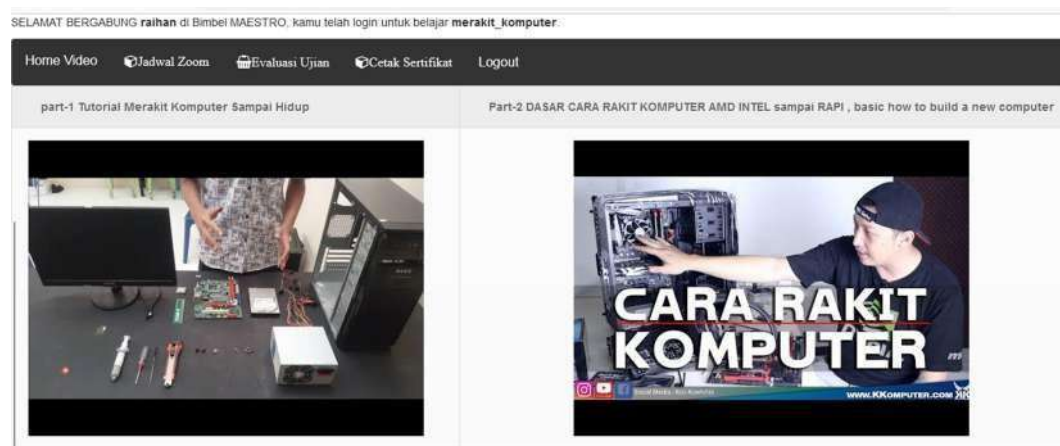 SELAMAT BERGABUNG raihan di Bimbel MAESTRO, kamu telah login untuk belajar merakit_komputer.
Home Video Jadwal Zoom Evaluasi Ujian Cetak Sertifikat Logout
part-1 Tutorial Merakit Komputer Sampai Hidup
Part-2 DASAR CARA RAKIT KOMPUTER AMD INTEL sampai RAPI , basic how to build a new computer
CARA RAKIT
KOMPUTER
WWW.KKOMPUTER.COM